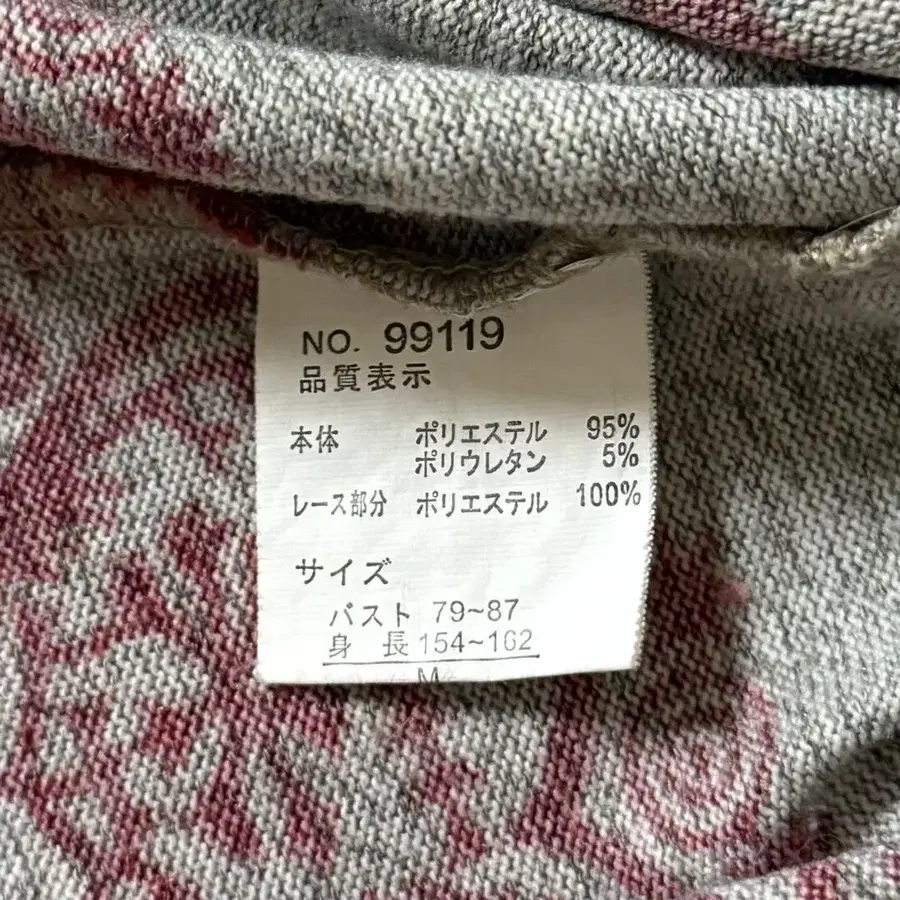 NO. 99119
品質表示
本体 ポリエステル 95%
ポリウレタン 5%
レース部分 ポリエステル 100%
サイズ
バスト 79~87
身 長 154~162
M